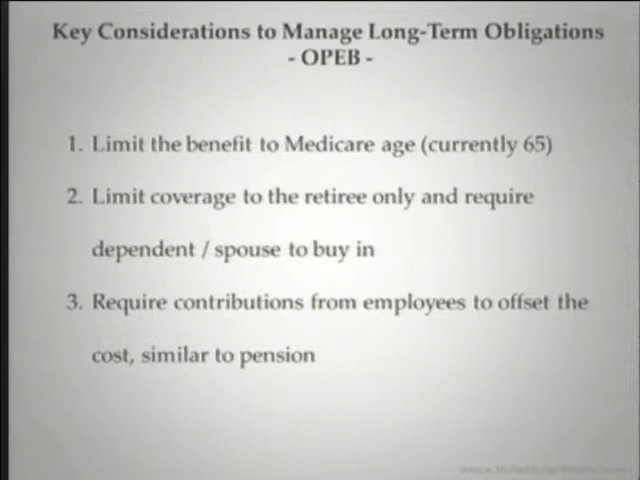 Key Considerations to Manage Long-Term Obligations
- OPEB -
1. Limit the benefit to Medicare age (currently 65)
2. Limit coverage to the retiree only and require
dependent / spouse to buy in
3. Require contributions from employees to offset the
cost, similar to pension